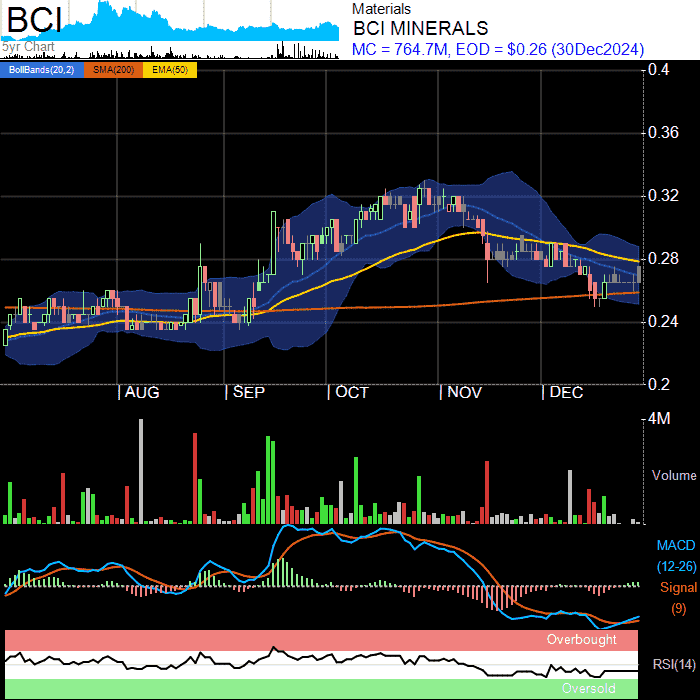 BCI
5yr Chart
Materials
BCI MINERALS
MC = 764.7M, EOD = $0.26 (30Dec2024)
BollBands(20,2) SMA(200) EMA(50)
0.4
0.36
0.32
0.28
0.24
0.2
AUG SEP OCT NOV DEC
4M
Volume
MACD
(12-26)
Signal
(9)
Overbought
RSI(14)
Oversold